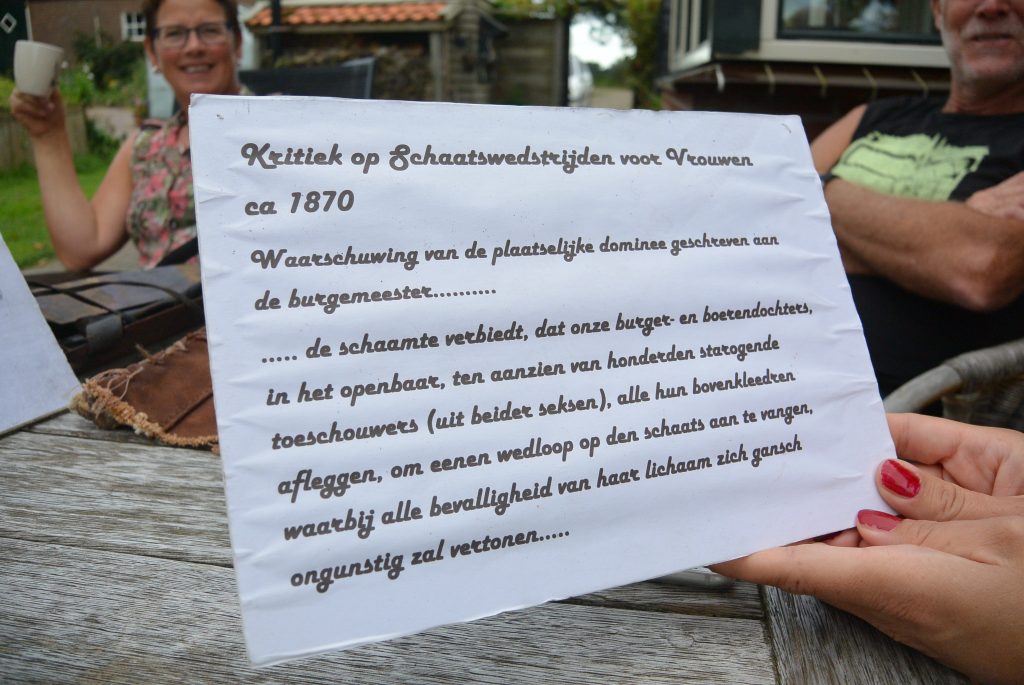 Kritiek op Schaatswedstrijden voor Vrouwen
ca 1870
Waarschuwing van de plaatselijke dominee geschreven aan
de burgemeester..........
..... de schaamte verbiedt, dat onze burger- en boerendochters,
in het openbaar, ten aanzien van honderden starogende
toeschouwers (uit beider seksen), alle hun bovenkleedren
afleggen, om eenen wedloop op den schaats aan te vangen,
waarbij alle bevalligheid van haar lichaam zich gansch
ongunstig zal vertonen.....